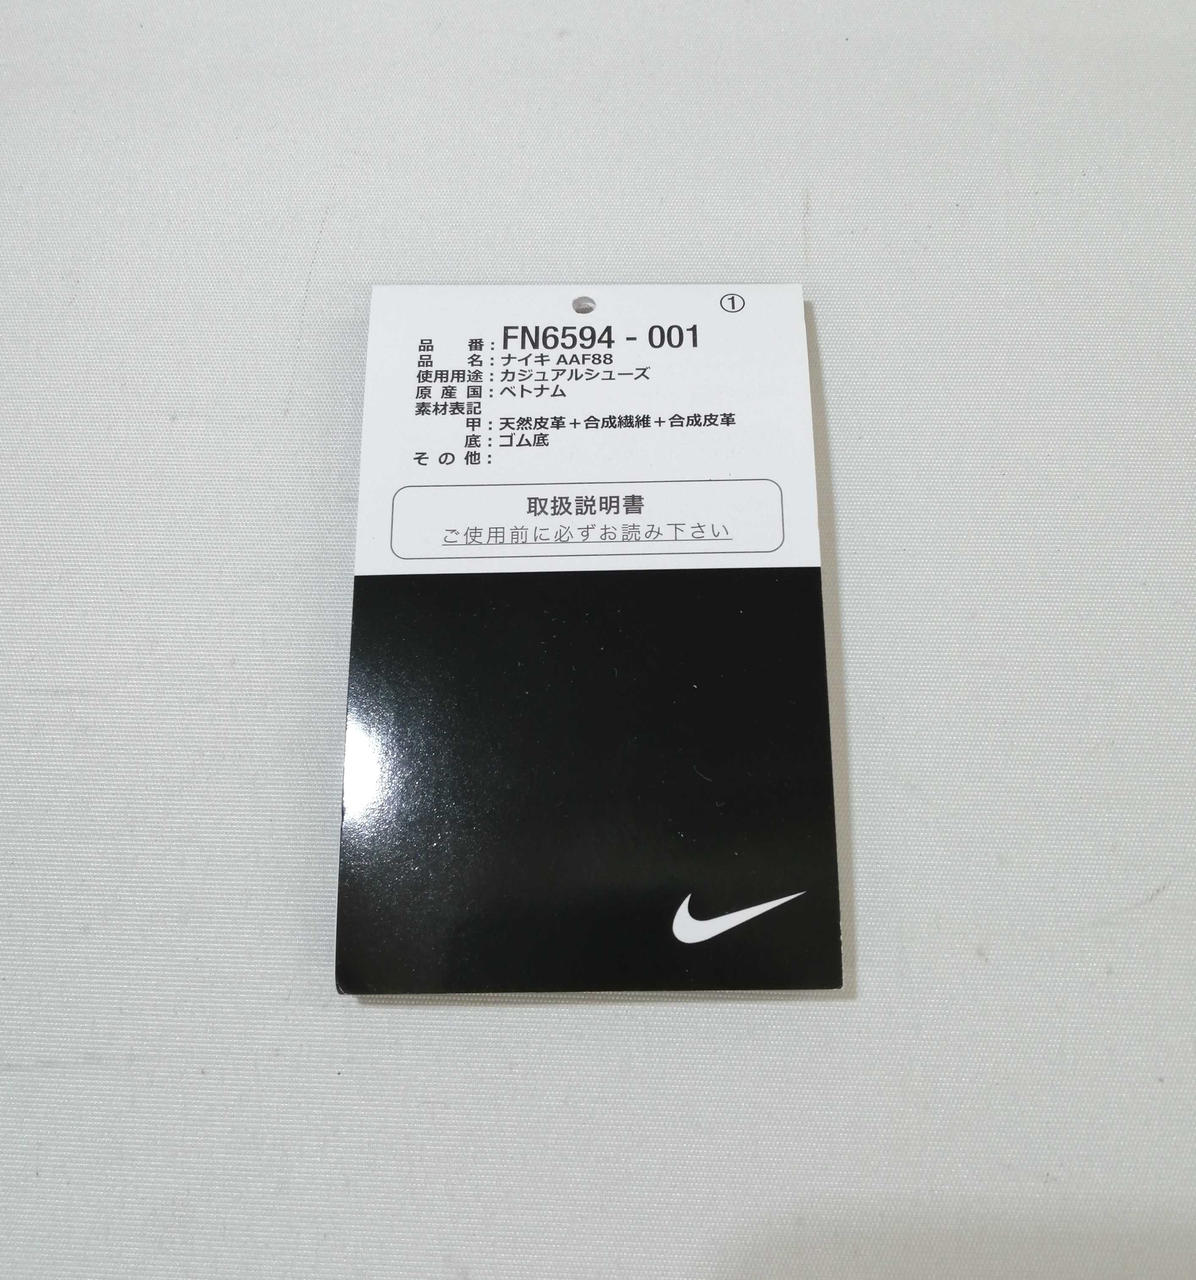 ①
品番：FN6594 - 001
品名：ナイキ AAF88
使用用途：カジュアルシューズ
原産国：ベトナム
素材表記
甲：天然皮革＋合成繊維＋合成皮革
底：ゴム底
その他：
取扱説明書
ご使用前に必ずお読み下さい